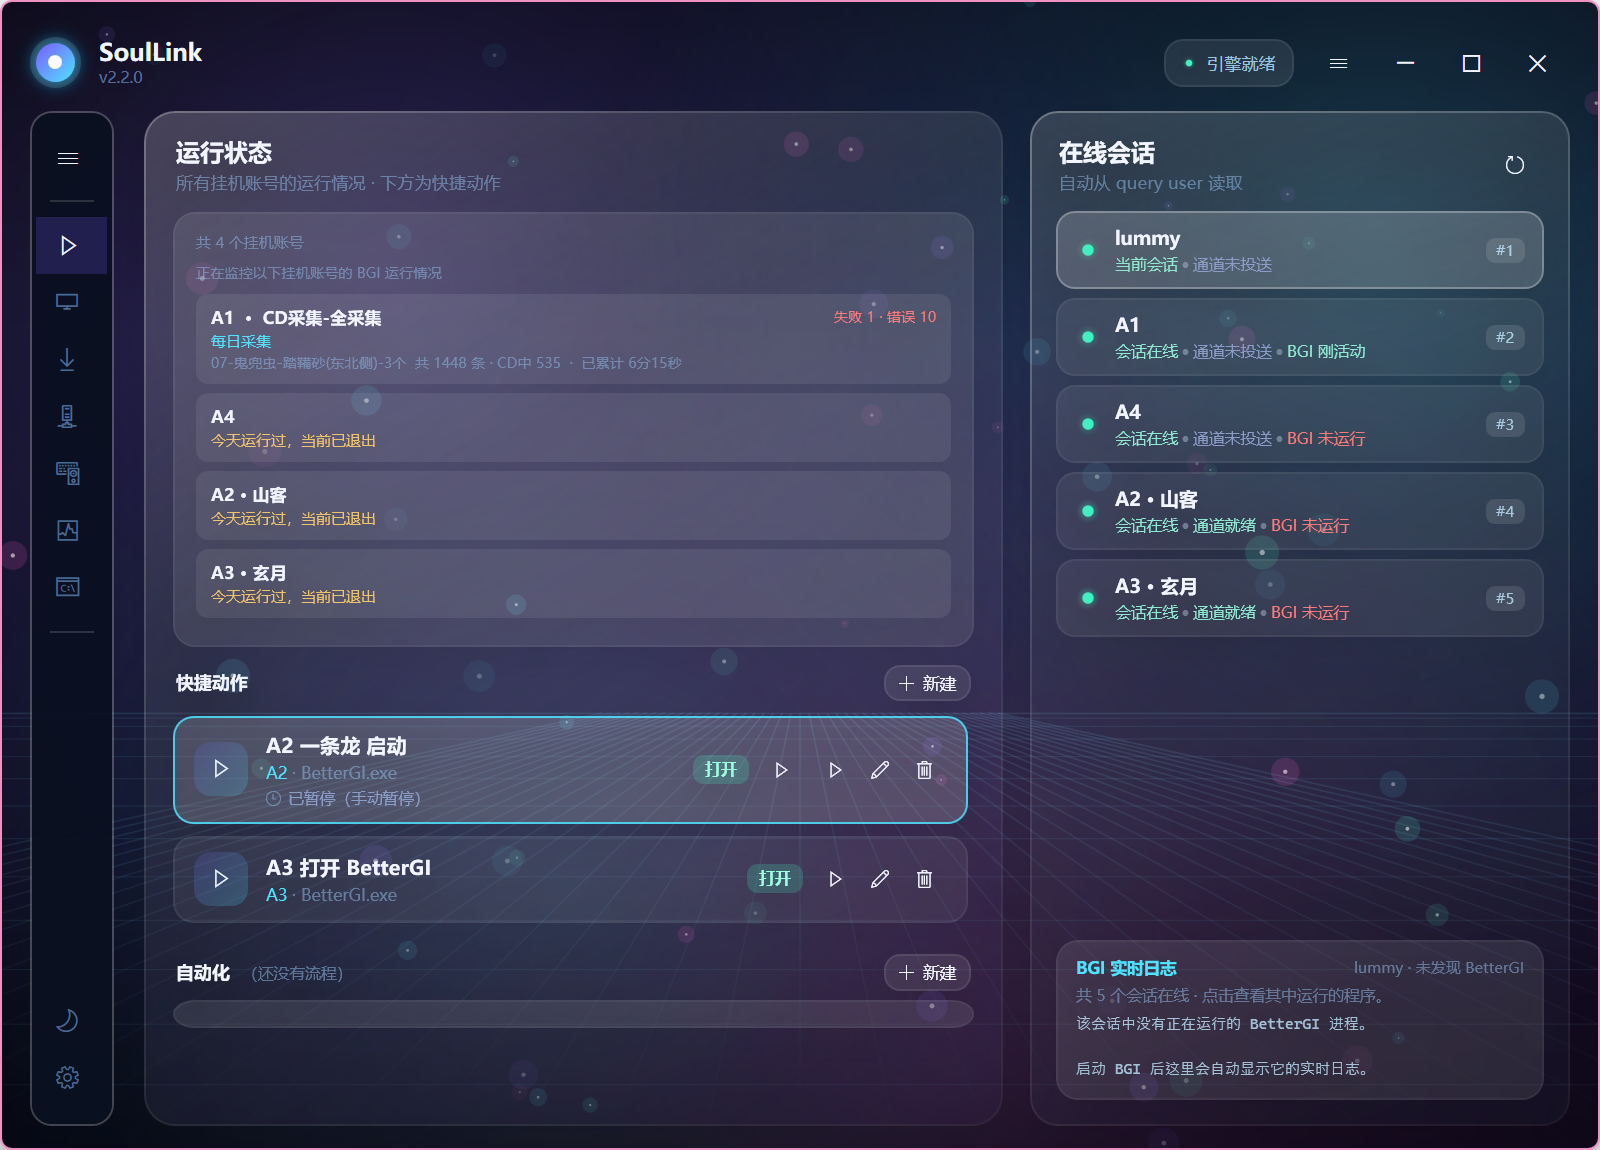 SoulLink
v2.2.0
引擎就绪
运行状态
所有挂机账号的运行情况 · 下方为快捷动作
共 4 个挂机账号
正在监控以下挂机账号的 BGI 运行情况
A1 • CD采集-全采集
失败 1 · 错误 10
每日采集
07-鬼兜虫-踏鞴砂(东北侧)-3个 共 1448 条 · CD中 535 · 已累计 6分15秒
A4
今天运行过，当前已退出
A2 • 山客
今天运行过，当前已退出
A3 • 玄月
今天运行过，当前已退出
快捷动作
新建
A2 一条龙 启动
A2 · BetterGI.exe
已暂停（手动暂停）
打开
A3 打开 BetterGI
A3 · BetterGI.exe
打开
自动化 （还没有流程）
新建
在线会话
自动从 query user 读取
lummy
当前会话 • 通道未投送
#1
A1
会话在线 • 通道未投送 • BGI 刚活动
#2
A4
会话在线 • 通道未投送 • BGI 未运行
#3
A2 • 山客
会话在线 • 通道就绪 • BGI 未运行
#4
A3 • 玄月
会话在线 • 通道就绪 • BGI 未运行
#5
BGI 实时日志
lummy · 未发现 BetterGI
共 5 个会话在线 · 点击查看其中运行的程序。
该会话中没有正在运行的 BetterGI 进程。
启动 BGI 后这里会自动显示它的实时日志。